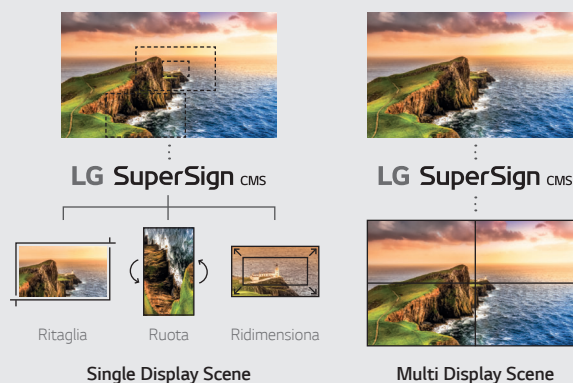 LG SuperSign CMS
Ritaglia
Ruota
Ridimensiona
Single Display Scene
LG SuperSign CMS
Multi Display Scene